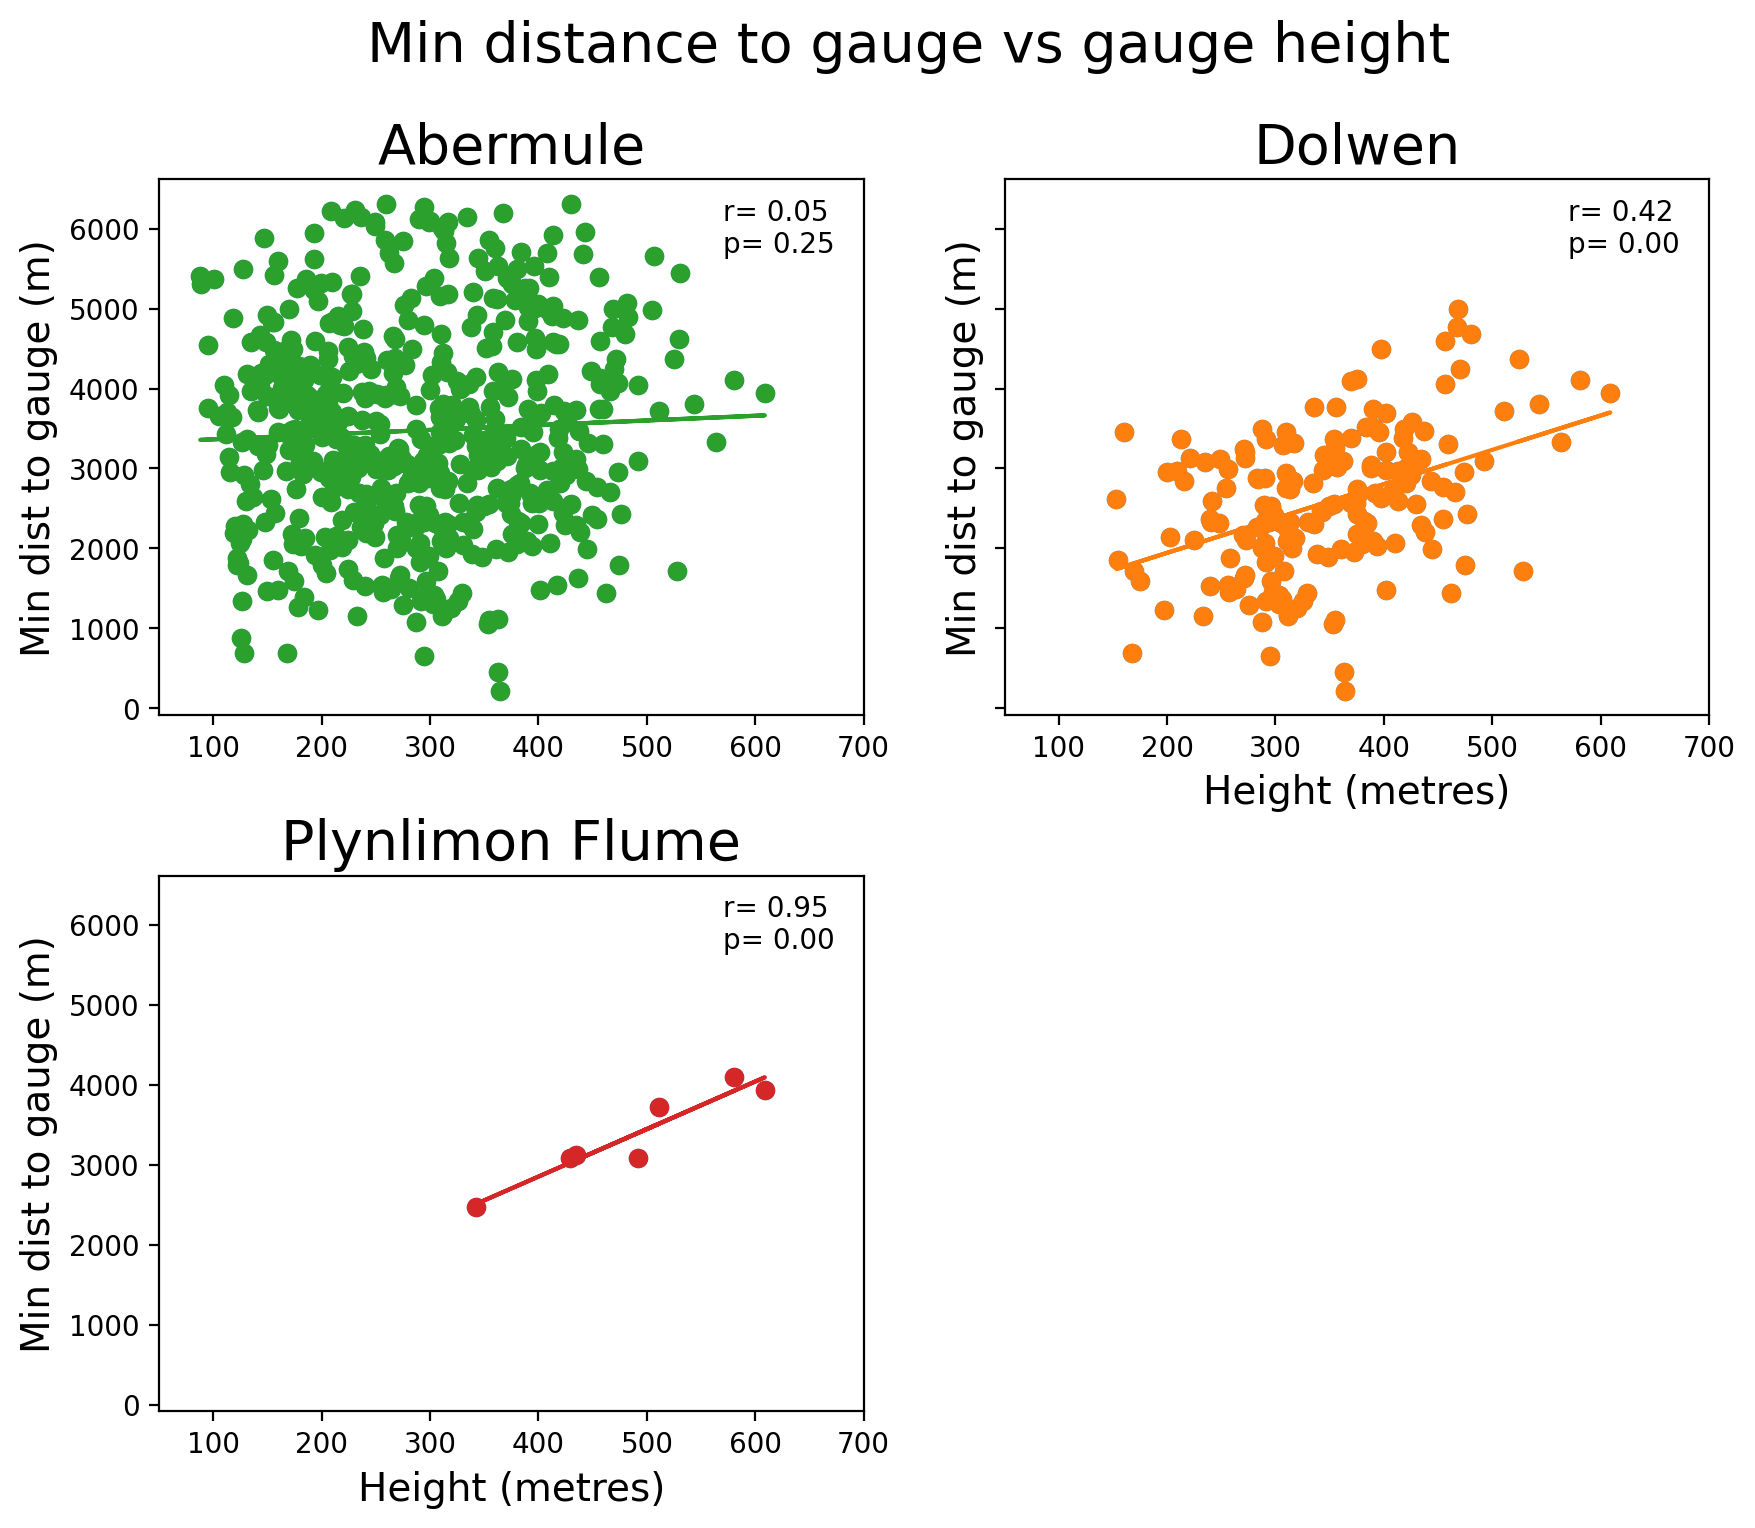 Min distance to gauge vs gauge height
Abermule
r= 0.05
p= 0.25
Min dist to gauge (m)
6000
5000
4000
3000
2000
1000
0
100 200 300 400 500 600 700
Dolwen
r= 0.42
p= 0.00
Min dist to gauge (m)
100 200 300 400 500 600 700
Height (metres)
Plynlimon Flume
r= 0.95
p= 0.00
Min dist to gauge (m)
6000
5000
4000
3000
2000
1000
0
100 200 300 400 500 600 700
Height (metres)